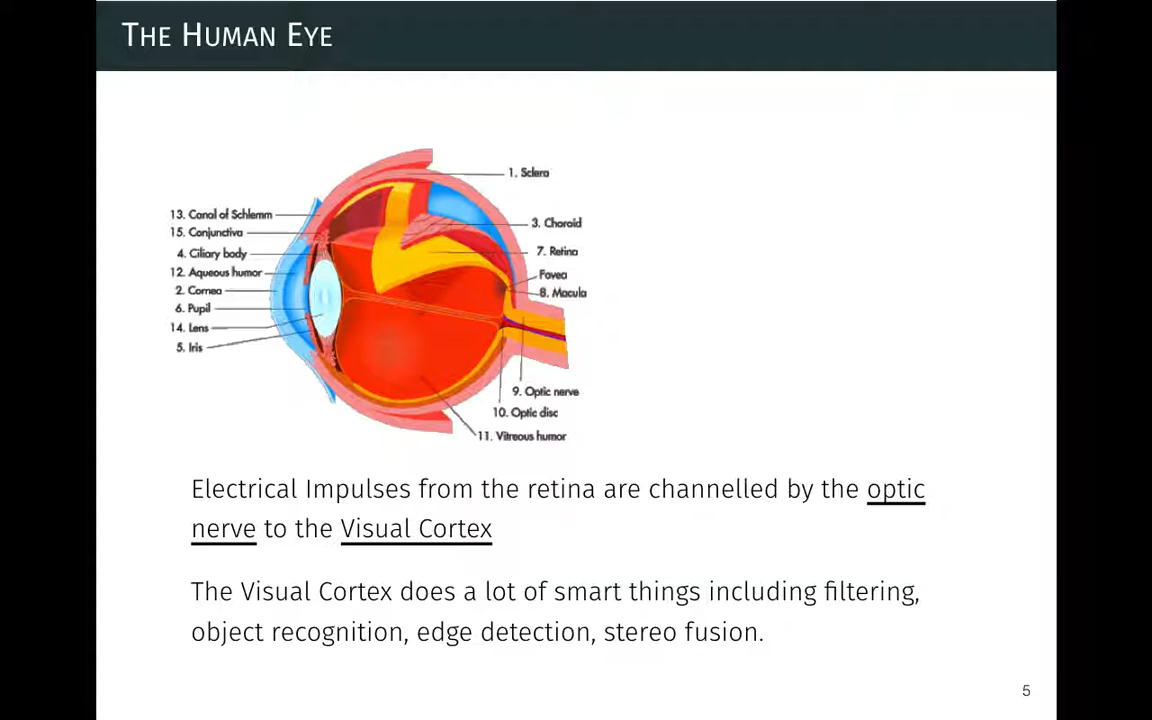 THE HUMAN EYE
1. Sclera
13. Canal of Schlemm
3. Choroid
15. Conjunctiva
7. Retina
4. Ciliary body
Fovea
12. Aqueous humor
8. Macula
2. Cornea
6. Pupil
14. Lens
5. Iris
9. Optic nerve
10. Optic disc
11. Vitreous humor
Electrical Impulses from the retina are channelled by the optic
nerve to the Visual Cortex
The Visual Cortex does a lot of smart things including filtering,
object recognition, edge detection, stereo fusion.
5